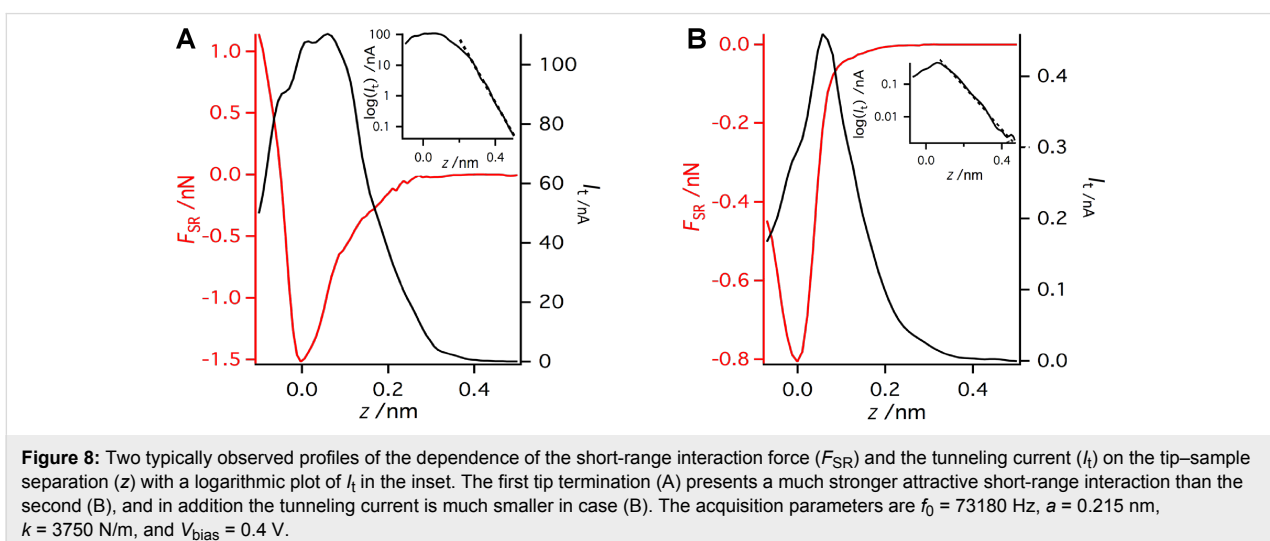 A
B
1.0
0.5
0.0
-0.5
-1.0
-1.5
F_SR /nN
100
80
60
40
20
0
I_t /nA
0.0 0.2 0.4
z /nm
100
10
1
0.1
log(I_t) /nA
0.0 0.4
z /nm
0.0
-0.2
-0.4
-0.6
-0.8
F_SR /nN
0.4
0.3
0.2
0.1
0.0
I_t /nA
0.0 0.2 0.4
z /nm
0.1
0.01
log(I_t) /nA
0.0 0.4
z /nm
Figure 8: Two typically observed profiles of the dependence of the short-range interaction force (F_SR) and the tunneling current (I_t) on the tip–sample
separation (z) with a logarithmic plot of I_t in the inset. The first tip termination (A) presents a much stronger attractive short-range interaction than the
second (B), and in addition the tunneling current is much smaller in case (B). The acquisition parameters are f_0 = 73180 Hz, a = 0.215 nm,
k = 3750 N/m, and V_bias = 0.4 V.